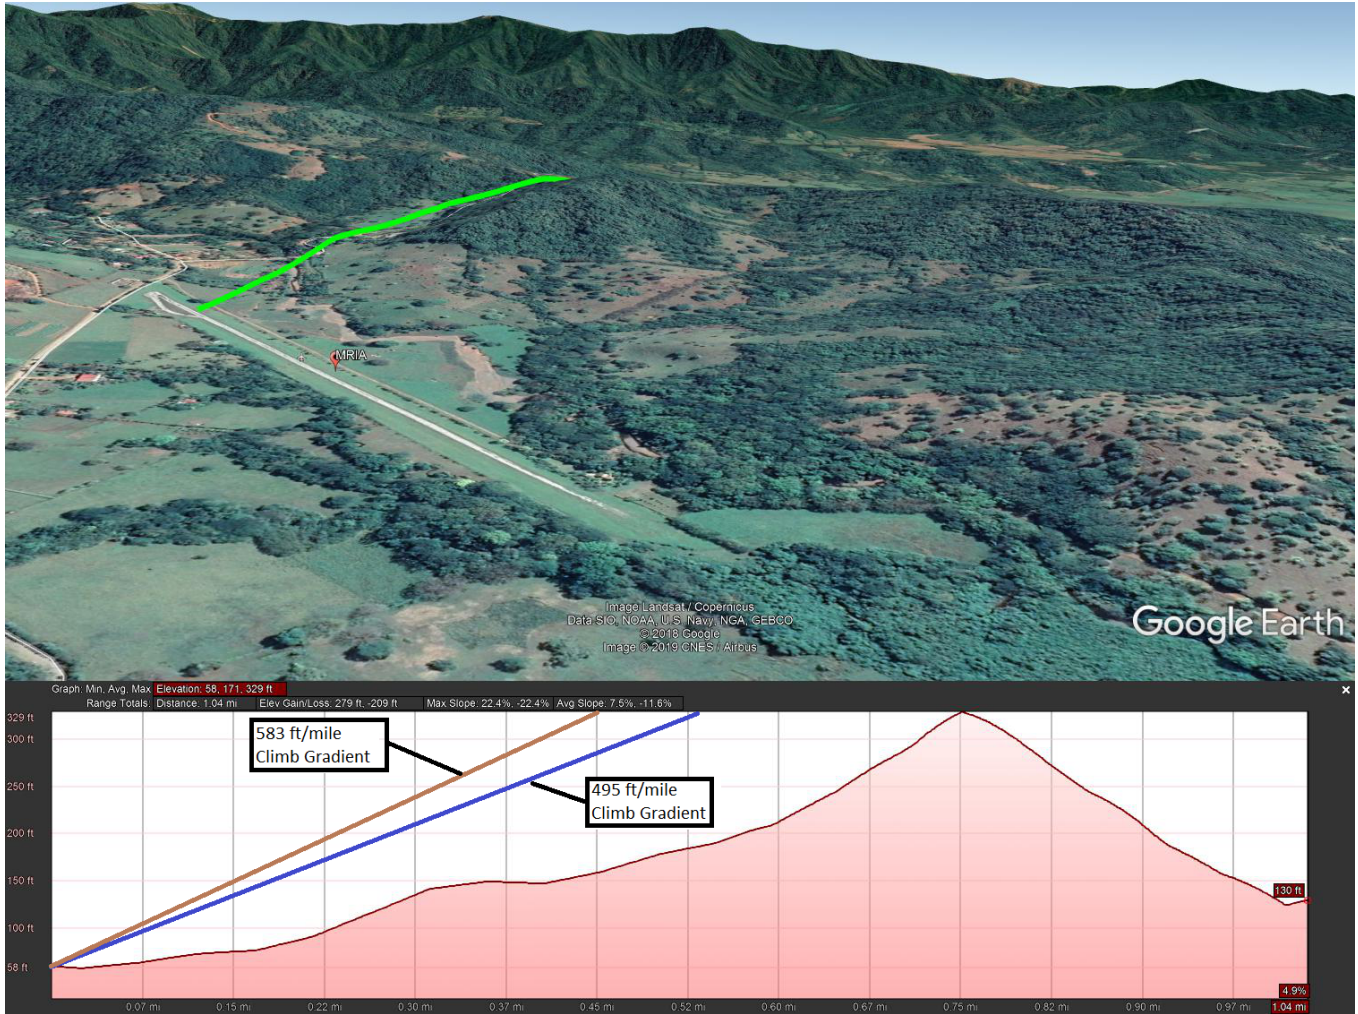 MRIA
Image Landsat / Copernicus
Data SIO, NOAA, U.S. Navy, NGA, GEBCO
© 2018 Google
Image © 2019 CNES / Airbus
Google Earth
Graph: Min, Avg, Max Elevation: 58, 171, 329 ft
Range Totals: Distance: 1.04 mi Elev Gain/Loss: 279 ft, -209 ft Max Slope: 22.4%, -22.4% Avg Slope: 7.5%, -11.6%
329 ft
300 ft
250 ft
200 ft
150 ft
100 ft
58 ft
583 ft/mile
Climb Gradient
495 ft/mile
Climb Gradient
130 ft
4.9%
0.07 mi 0.15 mi 0.22 mi 0.30 mi 0.37 mi 0.45 mi 0.52 mi 0.60 mi 0.67 mi 0.75 mi 0.82 mi 0.90 mi 0.97 mi 1.04 mi